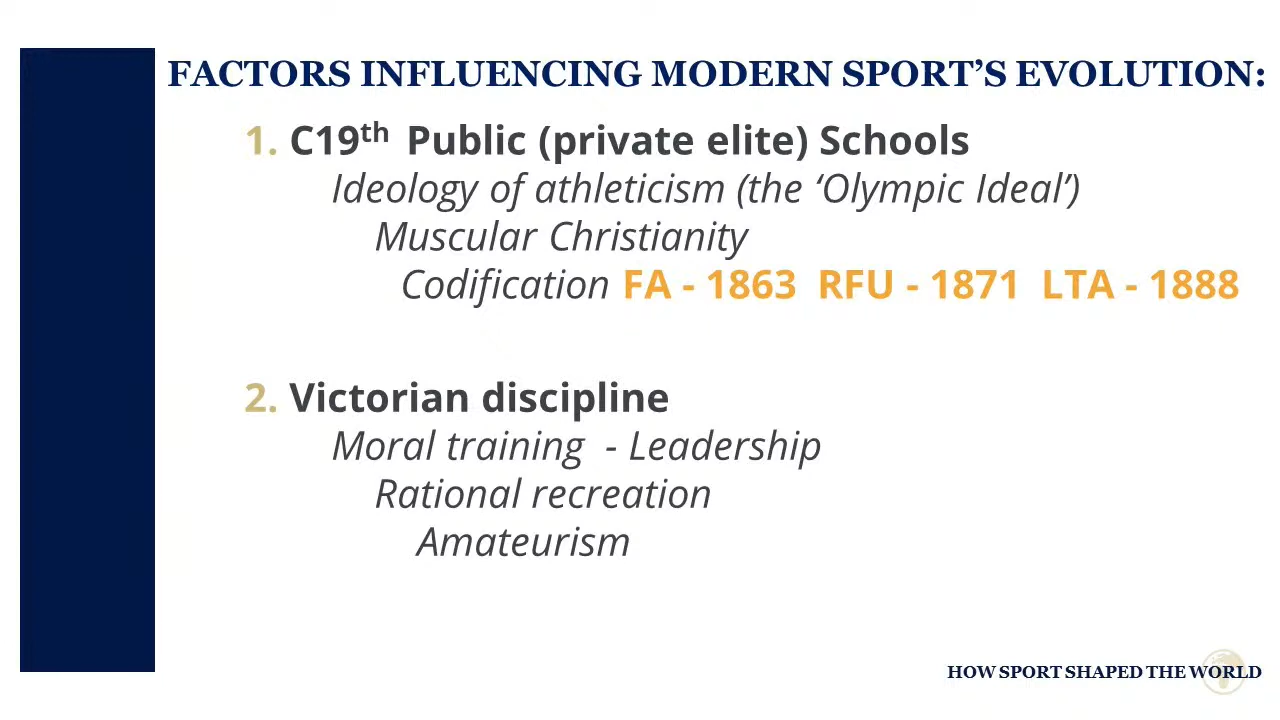 FACTORS INFLUENCING MODERN SPORT’S EVOLUTION:
1. C19th Public (private elite) Schools
Ideology of athleticism (the ‘Olympic Ideal’)
Muscular Christianity
Codification FA - 1863 RFU - 1871 LTA - 1888
2. Victorian discipline
Moral training - Leadership
Rational recreation
Amateurism
HOW SPORT SHAPED THE WORLD